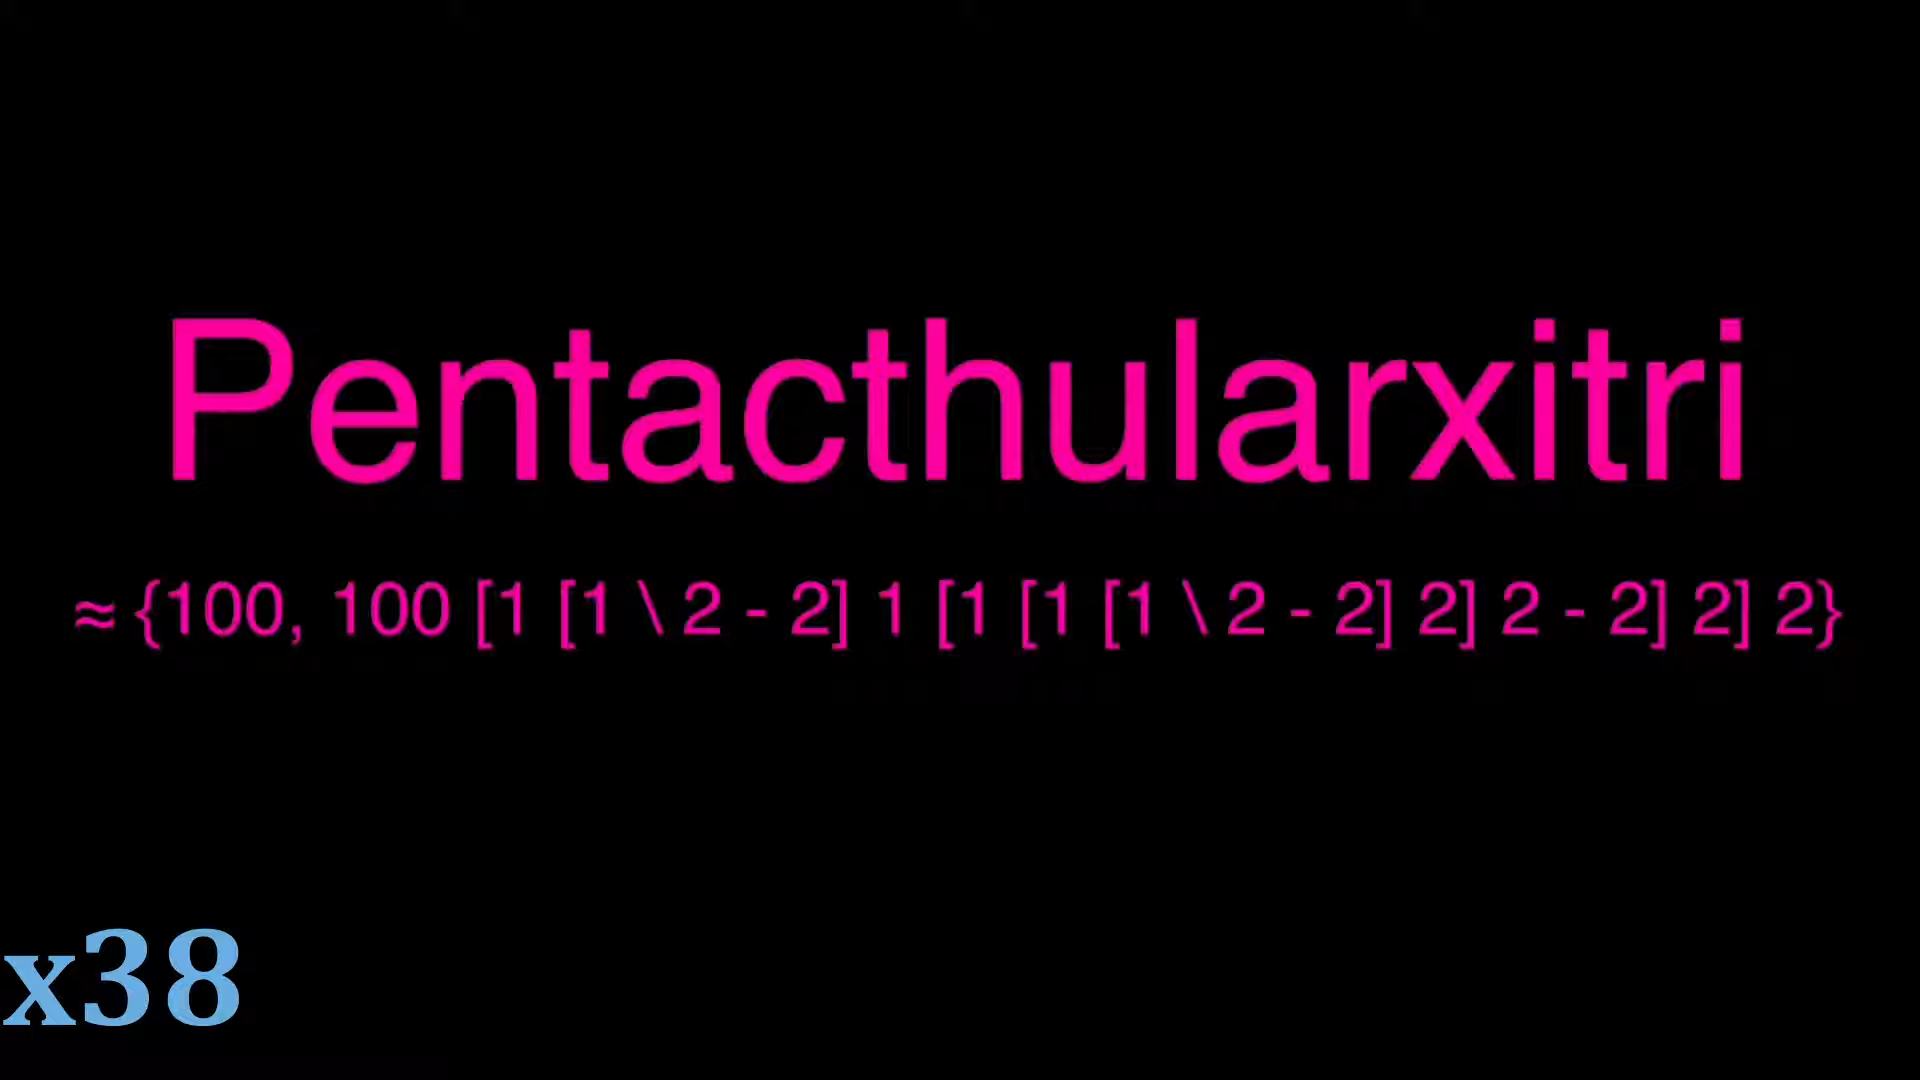 Pentacthularxitri
≈ {100, 100 [1 [1 \ 2 - 2] 1 [1 [1 [1 \ 2 - 2] 2] 2 - 2] 2] 2}
x38